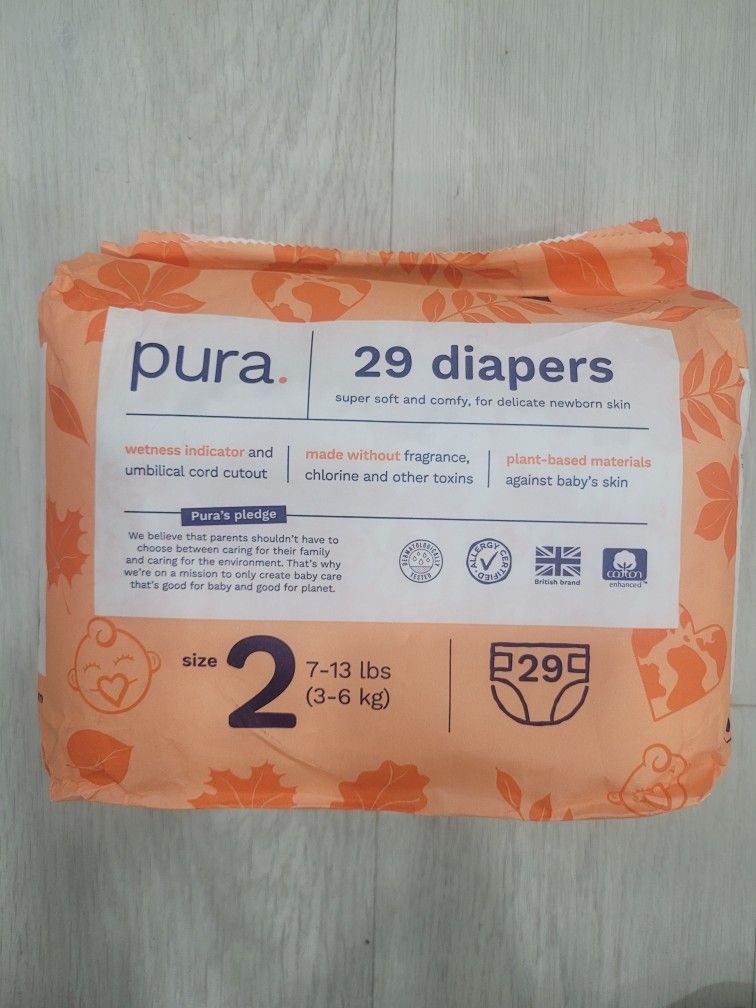 pura.
29 diapers
super soft and comfy, for delicate newborn skin
wetness indicator and
umbilical cord cutout
made without fragrance,
chlorine and other toxins
plant-based materials
against baby's skin
Pura's pledge
We believe that parents shouldn't have to
choose between caring for their family
and caring for the environment. That's why
we're on a mission to only create baby care
that's good for baby and good for planet.
DERMATOLOGICALLY
TESTED
ALLERGY
CERTIFIED
British brand
cotton
enhanced™
size
2
7-13 lbs
(3-6 kg)
29